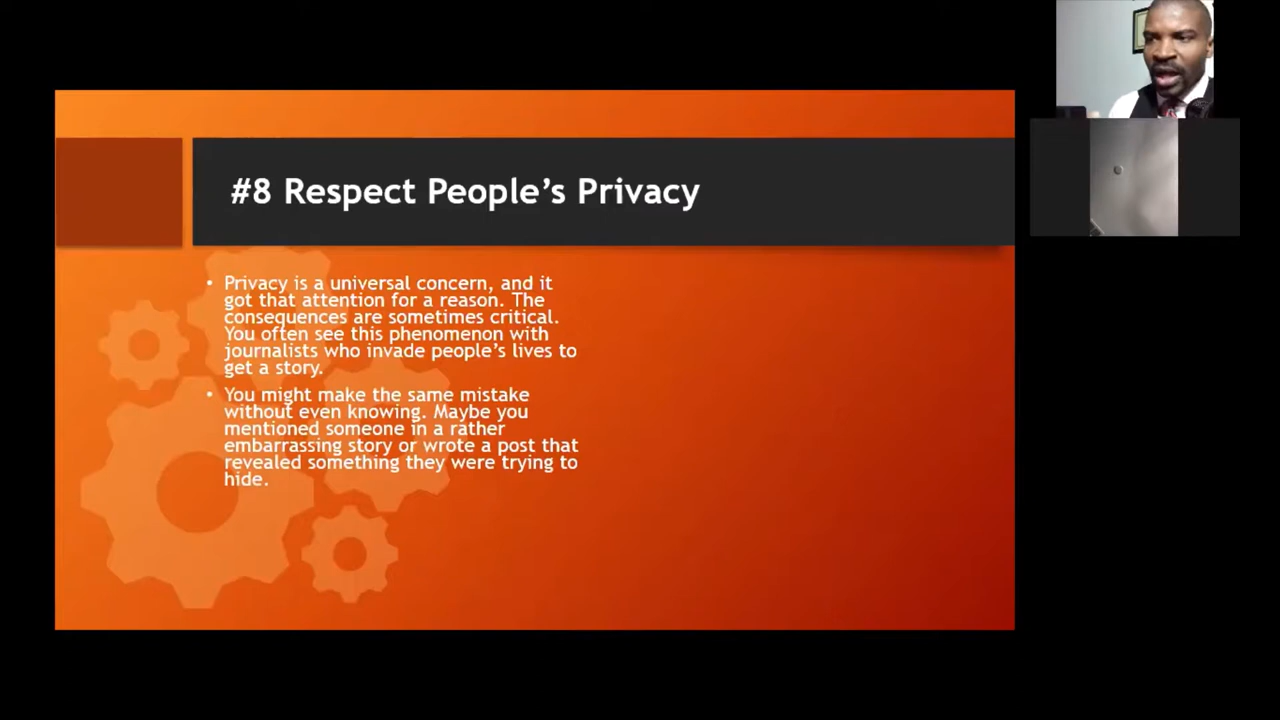 #8 Respect People’s Privacy
• Privacy is a universal concern, and it
got that attention for a reason. The
consequences are sometimes critical.
You often see this phenomenon with
journalists who invade people’s lives to
get a story.
• You might make the same mistake
without even knowing. Maybe you
mentioned someone in a rather
embarrassing story or wrote a post that
revealed something they were trying to
hide.